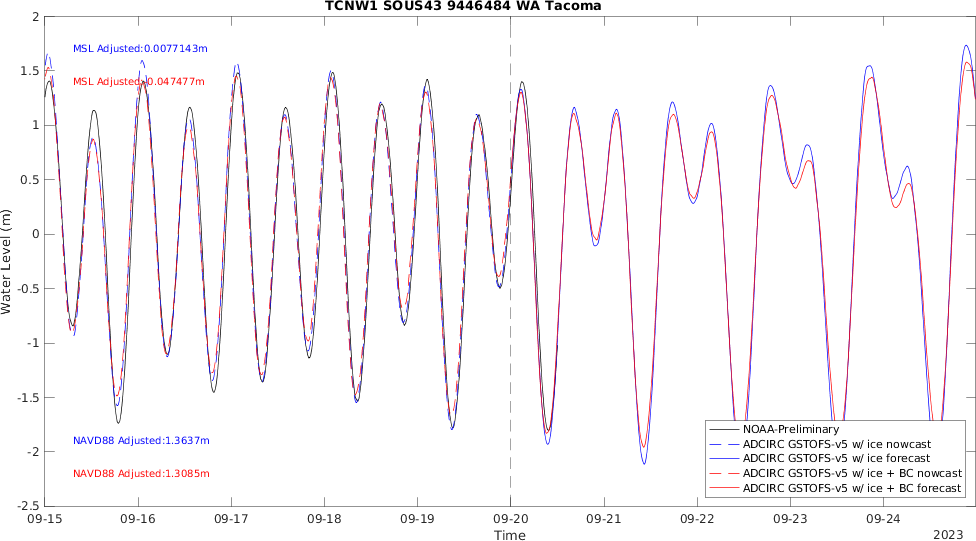 TCNW1 SOUS43 9446484 WA Tacoma
2
1.5
1
0.5
0
-0.5
-1
-1.5
-2
-2.5
Water Level (m)
MSL Adjusted:0.0077143m
MSL Adjusted:-0.047477m
NAVD88 Adjusted:1.3637m
NAVD88 Adjusted:1.3085m
NOAA-Preliminary
ADCIRC GSTOFS-v5 w/ ice nowcast
ADCIRC GSTOFS-v5 w/ ice forecast
ADCIRC GSTOFS-v5 w/ ice + BC nowcast
ADCIRC GSTOFS-v5 w/ ice + BC forecast
09-15 09-16 09-17 09-18 09-19 09-20 09-21 09-22 09-23 09-24
Time
2023